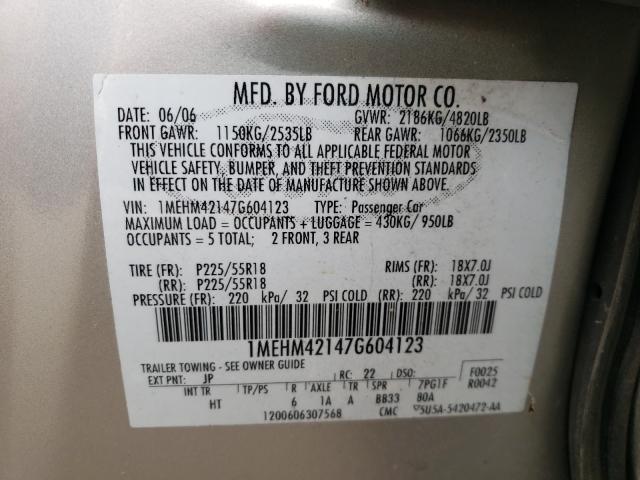 MFD. BY FORD MOTOR CO.
DATE: 06/06 GVWR: 2186KG/4820LB
FRONT GAWR: 1150KG/2535LB REAR GAWR: 1066KG/2350LB
THIS VEHICLE CONFORMS TO ALL APPLICABLE FEDERAL MOTOR
VEHICLE SAFETY, BUMPER, AND THEFT PREVENTION STANDARDS
IN EFFECT ON THE DATE OF MANUFACTURE SHOWN ABOVE.
VIN: 1MEHM42147G604123 TYPE: Passenger Car
MAXIMUM LOAD = OCCUPANTS + LUGGAGE = 430KG/ 950LB
OCCUPANTS = 5 TOTAL; 2 FRONT, 3 REAR
TIRE (FR): P225/55R18 RIMS (FR): 18X7.0J
(RR): P225/55R18 (RR): 18X7.0J
PRESSURE (FR): 220 kPa/ 32 PSI COLD (RR): 220 kPa/ 32 PSI COLD
1MEHM42147G604123
TRAILER TOWING - SEE OWNER GUIDE
EXT PNT: JP RC: 22 DSO: F0025
INT TR TP/PS R AXLE TR SPR 7PG1F R0042
HT 6 1A A BB33 80A
1200606307568 CMC 5U5A-5420472-AA